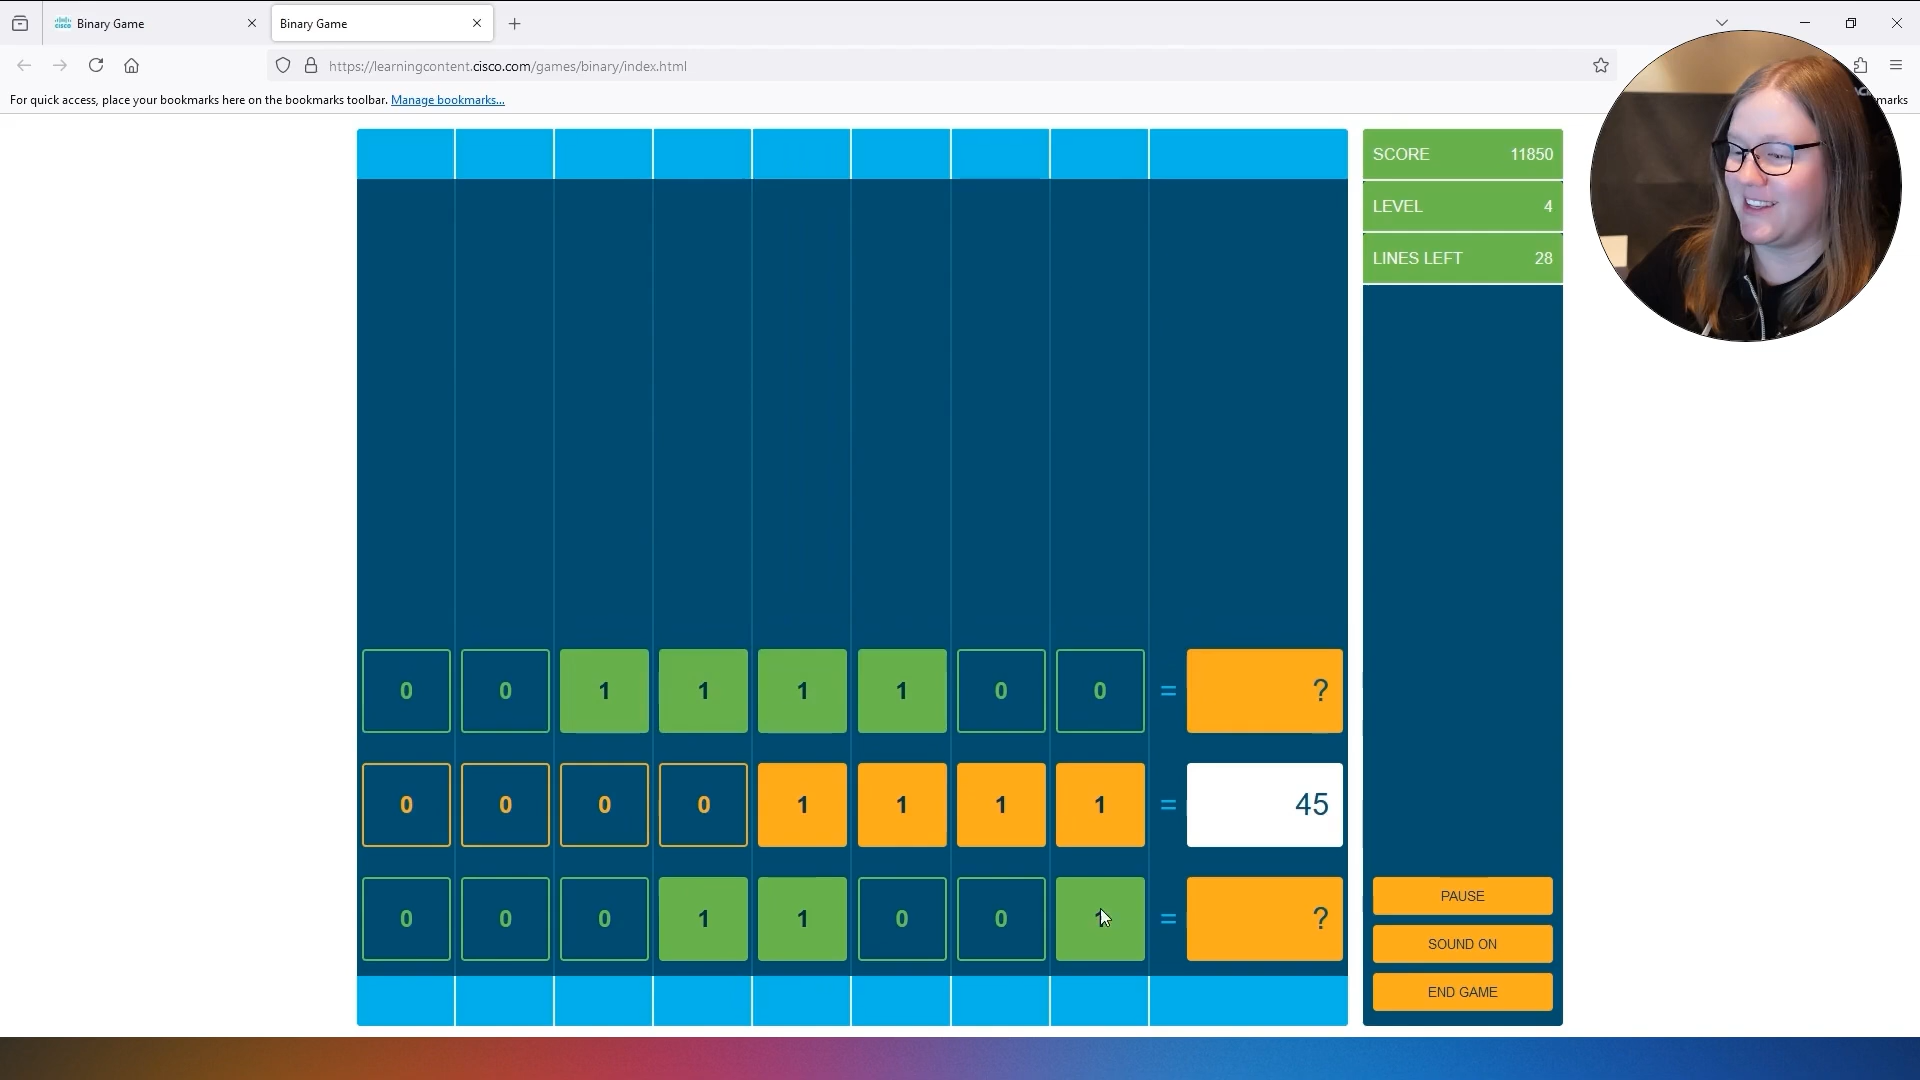 Binary Game
Binary Game
https://learningcontent.cisco.com/games/binary/index.html
For quick access, place your bookmarks here on the bookmarks toolbar. Manage bookmarks...
marks
SCORE 11850
LEVEL 4
LINES LEFT 28
0 0 1 1 1 1 0 0 = ?
0 0 0 0 1 1 1 1 = 45
0 0 0 1 1 0 0 1 = ?
PAUSE
SOUND ON
END GAME